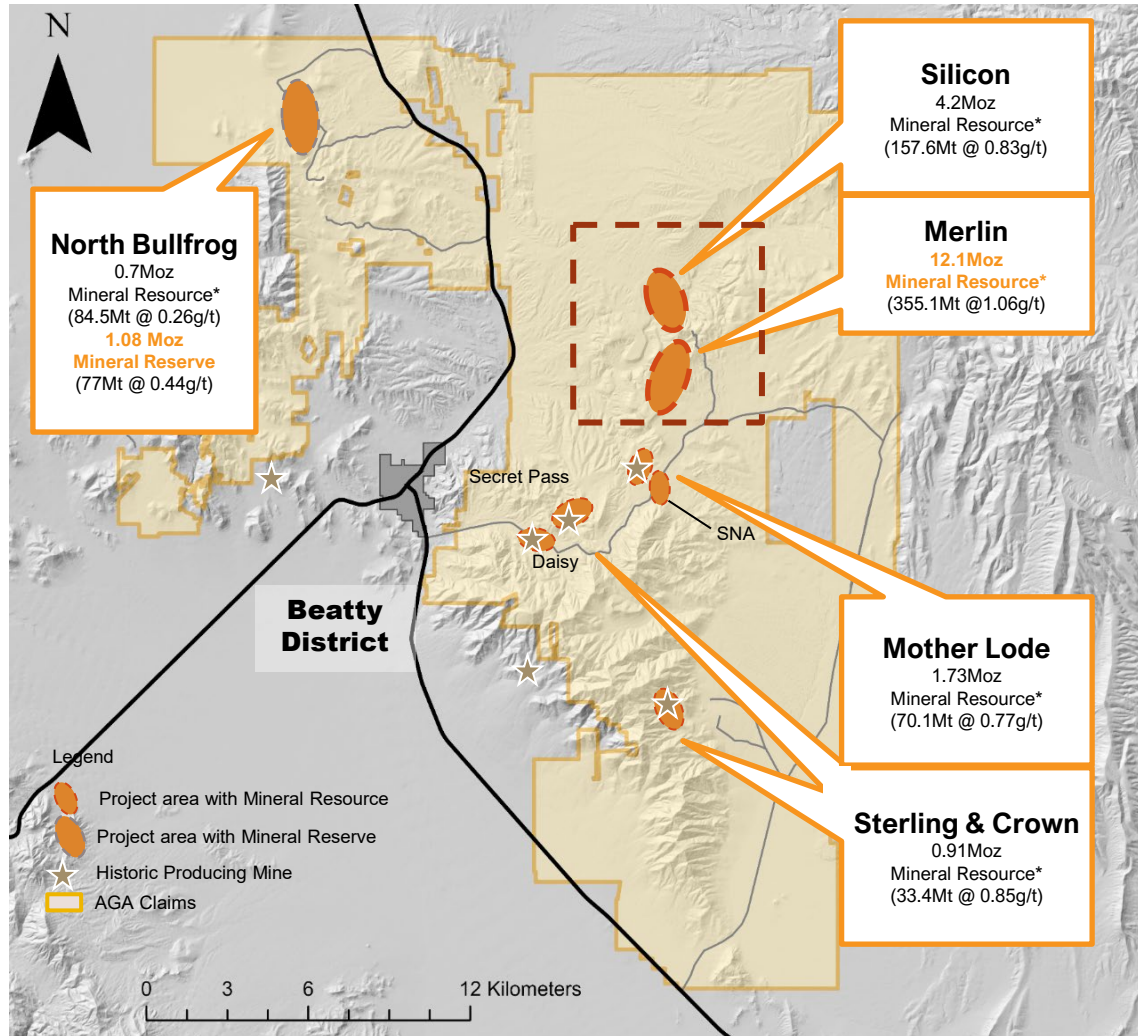 N
Silicon
4.2Moz
Mineral Resource*
(157.6Mt @ 0.83g/t)
Merlin
12.1Moz
Mineral Resource*
(355.1Mt @1.06g/t)
North Bullfrog
0.7Moz
Mineral Resource*
(84.5Mt @ 0.26g/t)
1.08 Moz
Mineral Reserve
(77Mt @ 0.44g/t)
Secret Pass
SNA
Daisy
Beatty
District
Mother Lode
1.73Moz
Mineral Resource*
(70.1Mt @ 0.77g/t)
Sterling & Crown
0.91Moz
Mineral Resource*
(33.4Mt @ 0.85g/t)
Legend
Project area with Mineral Resource
Project area with Mineral Reserve
Historic Producing Mine
AGA Claims
0 3 6 12 Kilometers